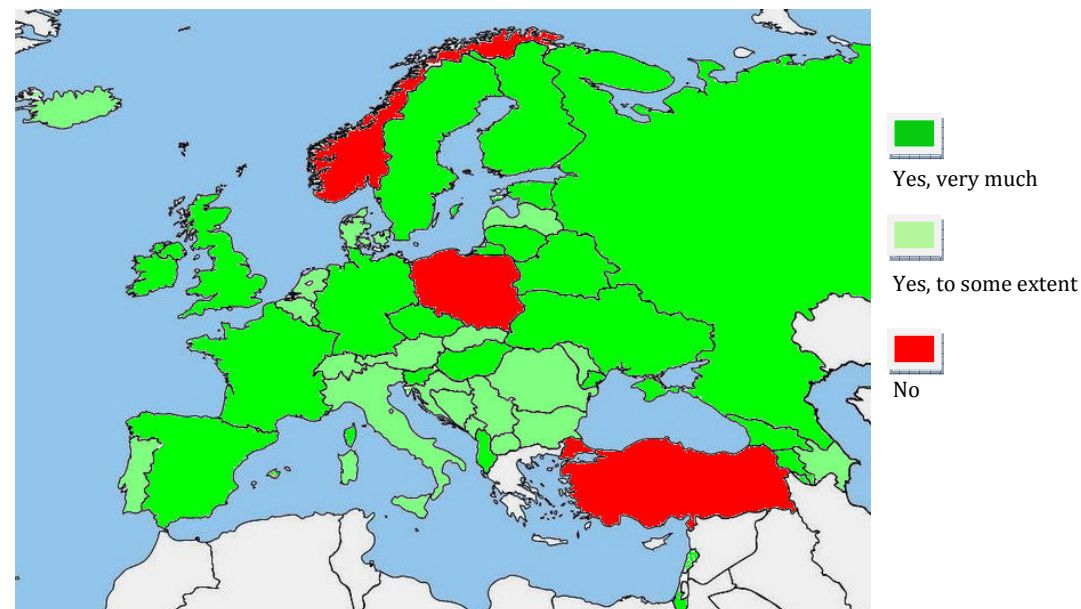 Yes, very much
Yes, to some extent
No